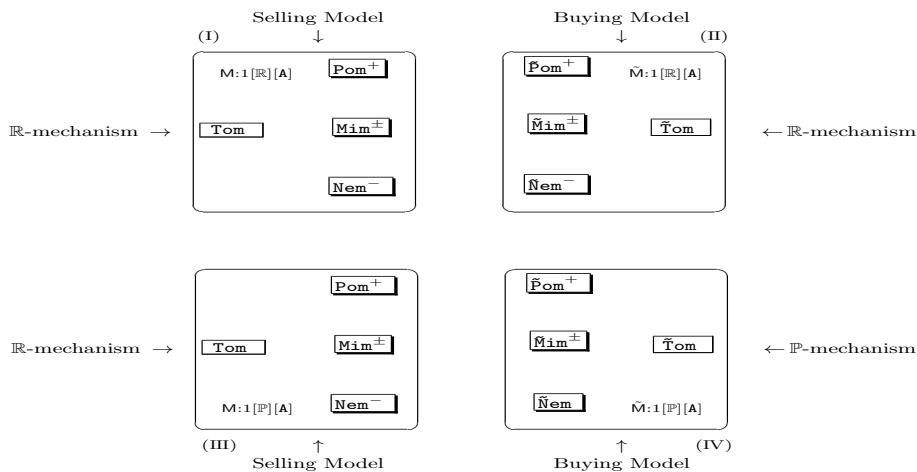 Selling Model Buying Model
(I) ↓ ↓ (II)
M:1[ℝ][A] Pom⁺ P̃om⁺ M̃:1[ℝ][A]
ℝ-mechanism → Tom Mim± M̃im± T̃om ← ℝ-mechanism
Nem⁻ Ñem⁻
Pom⁺ P̃om⁺
ℝ-mechanism → Tom Mim± M̃im± T̃om ← ℙ-mechanism
M:1[ℙ][A] Nem⁻ Ñem M̃:1[ℙ][A]
(III) ↑ ↑ (IV)
Selling Model Buying Model